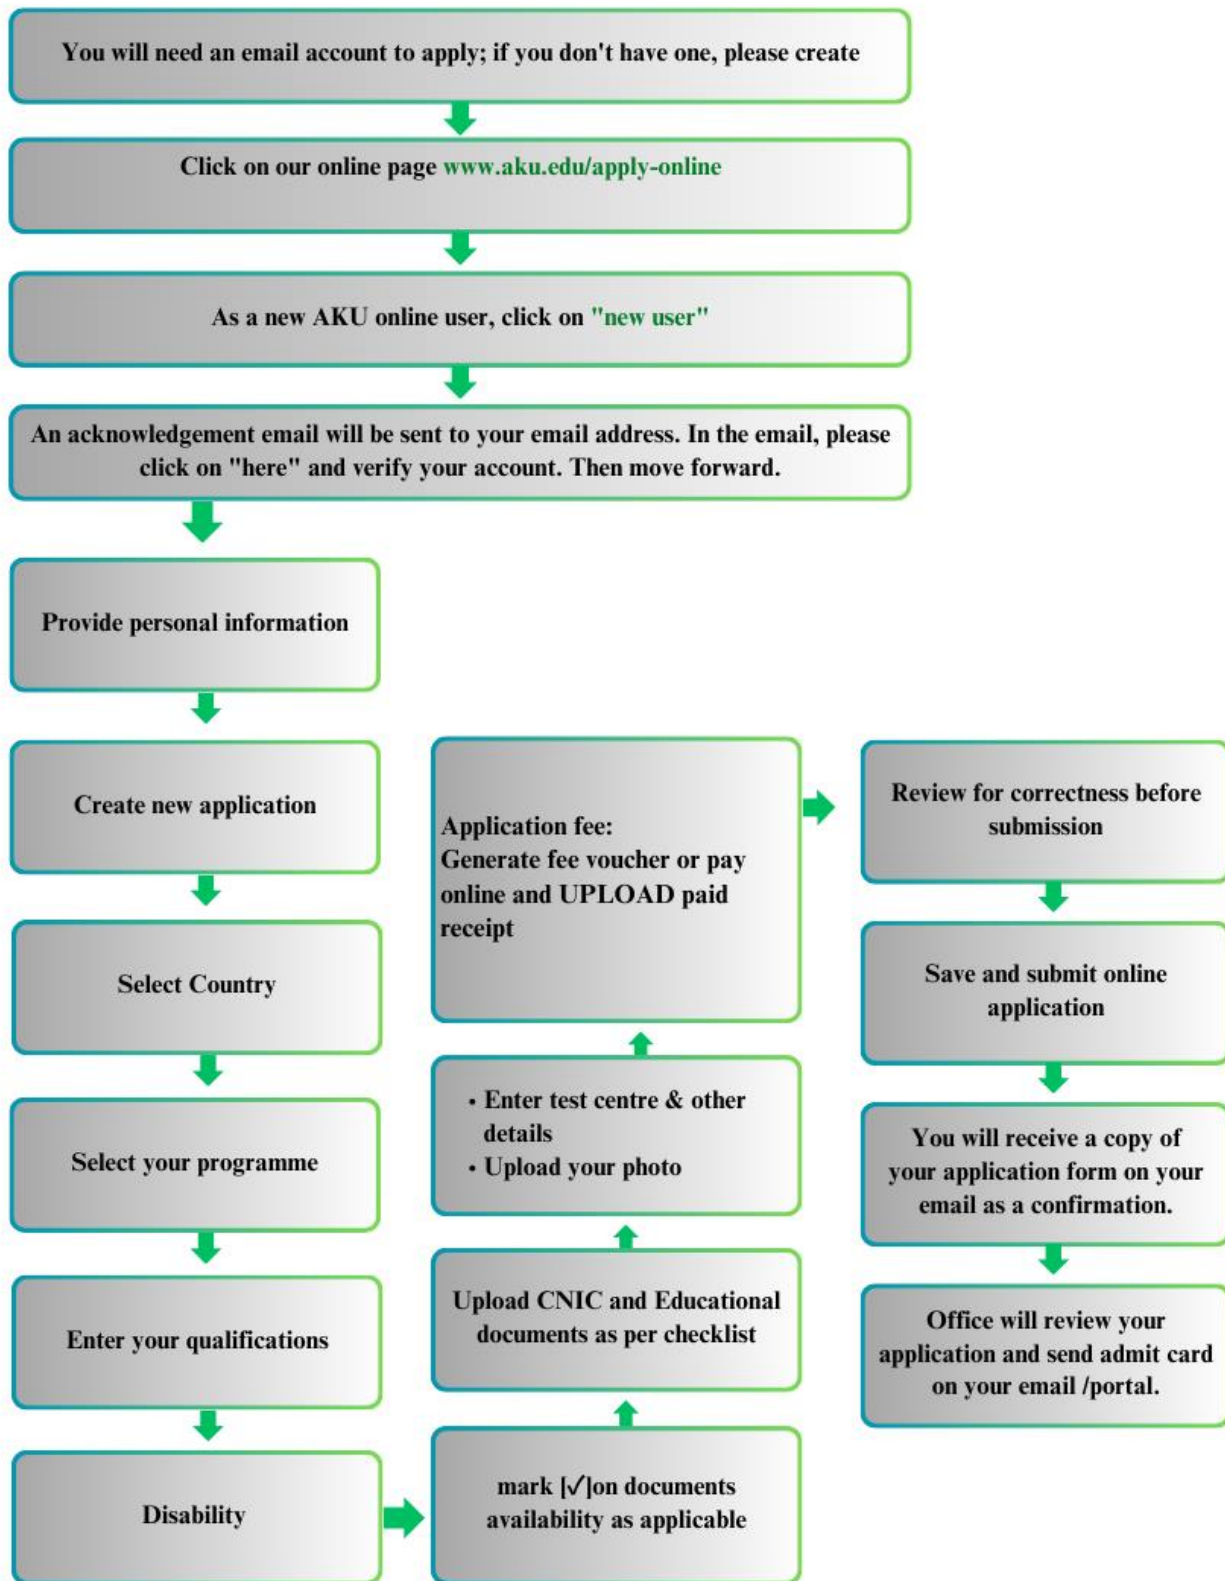 You will need an email account to apply; if you don't have one, please create
Click on our online page www.aku.edu/apply-online
As a new AKU online user, click on "new user"
An acknowledgement email will be sent to your email address. In the email, please
click on "here" and verify your account. Then move forward.
Provide personal information
Create new application
Select Country
Select your programme
Enter your qualifications
Disability
mark [✓]on documents
availability as applicable
Upload CNIC and Educational
documents as per checklist
• Enter test centre & other
details
• Upload your photo
Application fee:
Generate fee voucher or pay
online and UPLOAD paid
receipt
Review for correctness before
submission
Save and submit online
application
You will receive a copy of
your application form on your
email as a confirmation.
Office will review your
application and send admit card
on your email /portal.